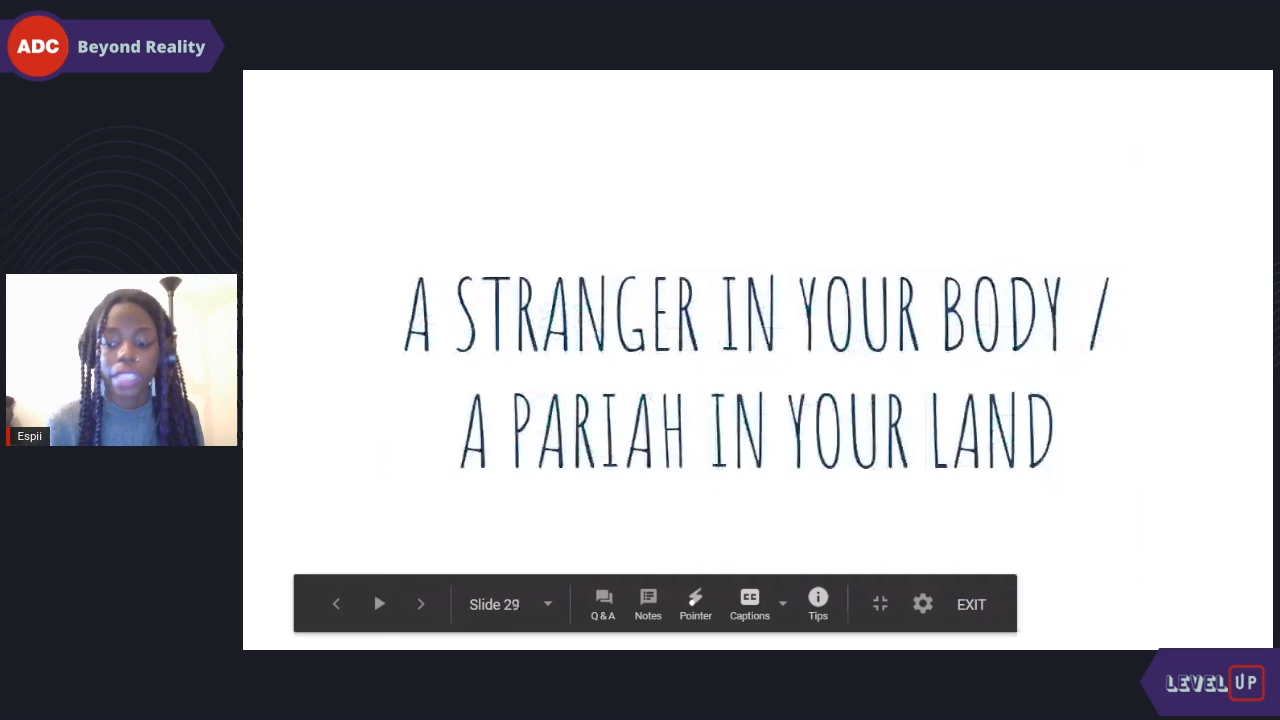 ADC
Beyond Reality
A STRANGER IN YOUR BODY /
A PARIAH IN YOUR LAND
Espii
Slide 29
Q & A
Notes
Pointer
CC
Captions
Tips
EXIT
LEVEL UP